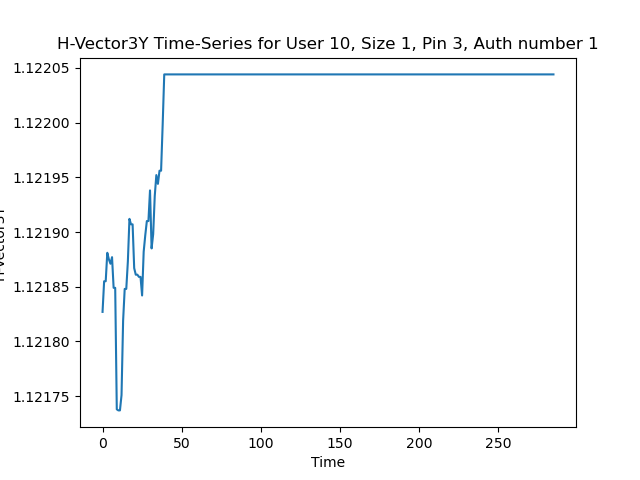 H-Vector3Y Time-Series for User 10, Size 1, Pin 3, Auth number 1
1.12205
1.12200
1.12195
1.12190
1.12185
1.12180
1.12175
H-Vector3Y
0 50 100 150 200 250
Time